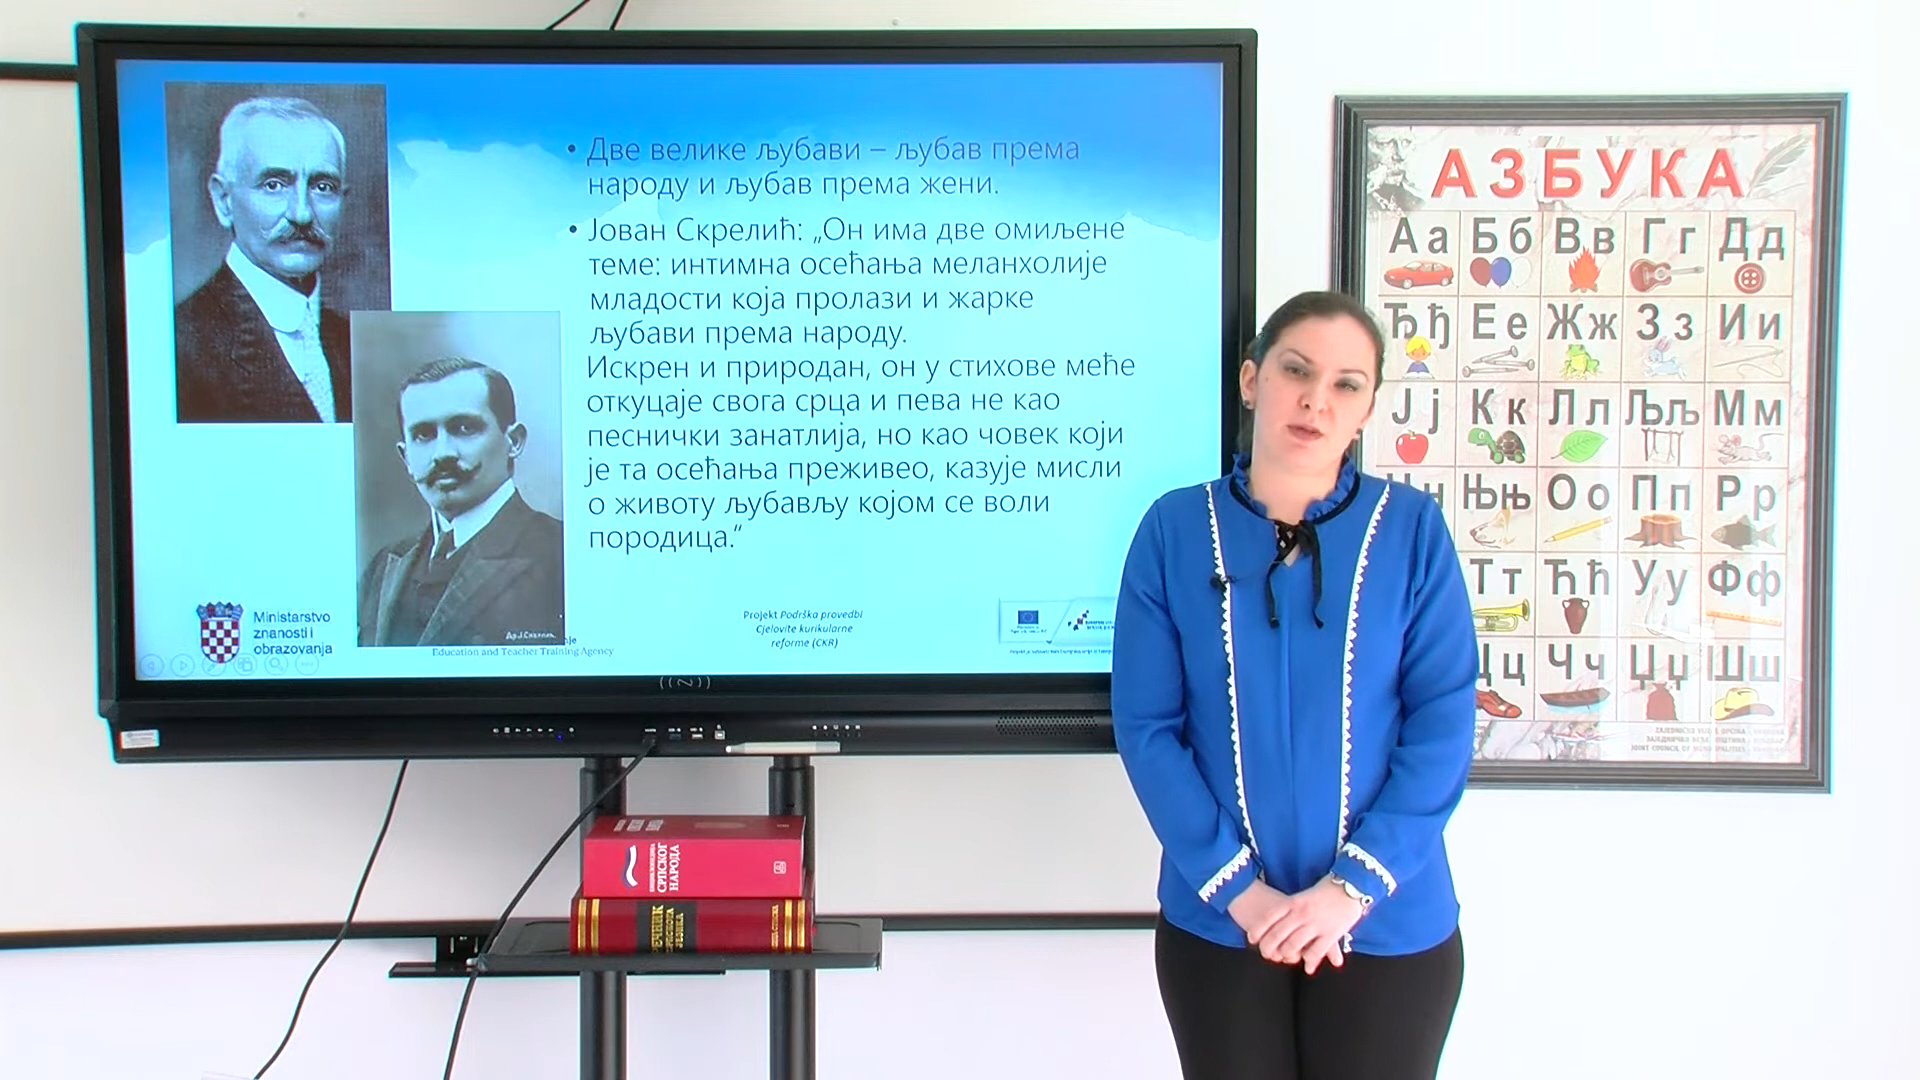 • Две велике љубави – љубав према
народу и љубав према жени.
• Јован Скрелић: „Он има две омиљене
теме: интимна осећања меланхолије
младости која пролази и жарке
љубави према народу.
Искрен и природан, он у стихове меће
откуцаје свога срца и пева не као
песнички занатлија, но као човек који
је та осећања преживео, казује мисли
о животу љубављу којом се воли
породица.“
Ministarstvo
znanosti i
obrazovanja
Education and Teacher Training Agency
Projekt Podrška provedbi
Cjelovite kurikularne
reforme (CKR)
АЗБУКА
Аа Бб Вв Гг Дд
Ђђ Ее Жж Зз Ии
Јј Кк Лл Љљ Мм
Њњ Оо Пп Рр
Тт Ћћ Уу Фф
Цц Чч Џџ Шш
СРПСКОГ
НАРОДА